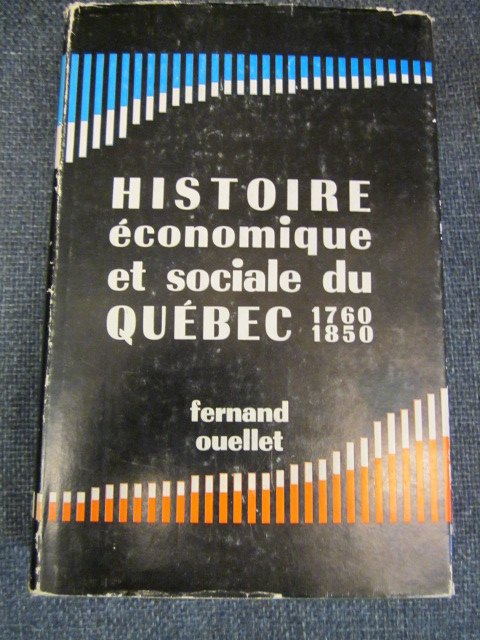 HISTOIRE
économique
et sociale du
QUÉBEC 1760
1850
fernand
ouellet